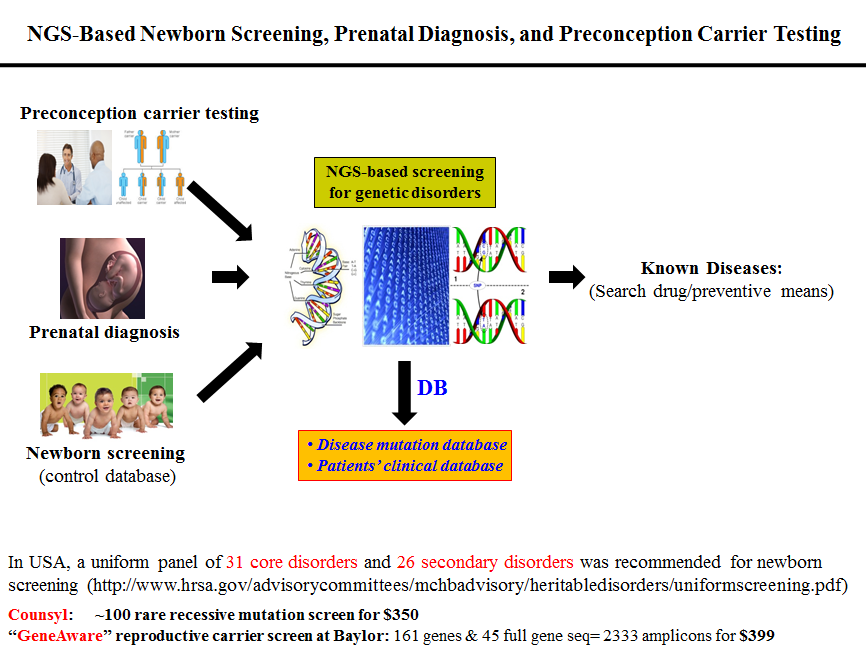 NGS-Based Newborn Screening, Prenatal Diagnosis, and Preconception Carrier Testing
Preconception carrier testing
NGS-based screening
for genetic disorders
Known Diseases:
(Search drug/preventive means)
Prenatal diagnosis
1
SNP
2
DB
Newborn screening
(control database)
• Disease mutation database
• Patients’ clinical database
In USA, a uniform panel of 31 core disorders and 26 secondary disorders was recommended for newborn
screening (http://www.hrsa.gov/advisorycommittees/mchbadvisory/heritabledisorders/uniformscreening.pdf)
Counsyl: ~100 rare recessive mutation screen for $350
“GeneAware” reproductive carrier screen at Baylor: 161 genes & 45 full gene seq= 2333 amplicons for $399